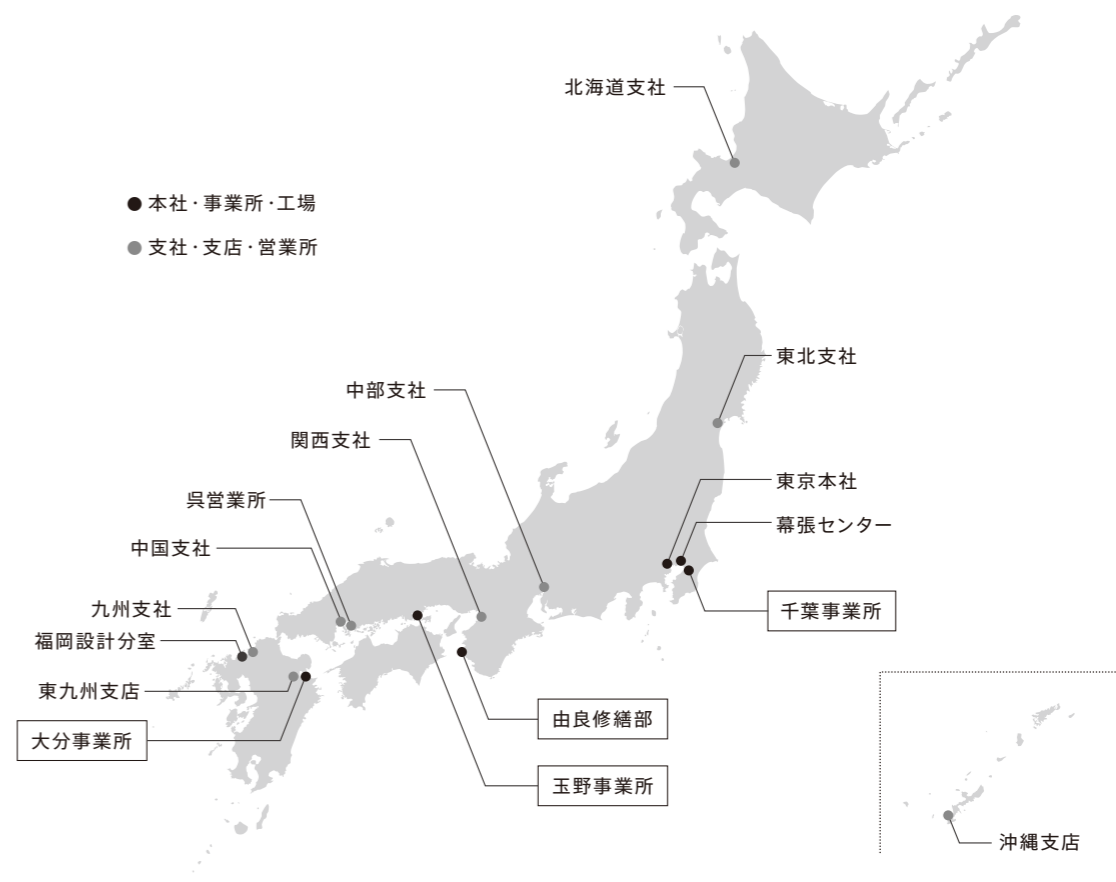 北海道支社
●本社・事業所・工場
●支社・支店・営業所
東北支社
中部支社
関西支社
東京本社
呉営業所
幕張センター
中国支社
九州支社
千葉事業所
福岡設計分室
東九州支店
由良修繕部
大分事業所
玉野事業所
沖縄支店